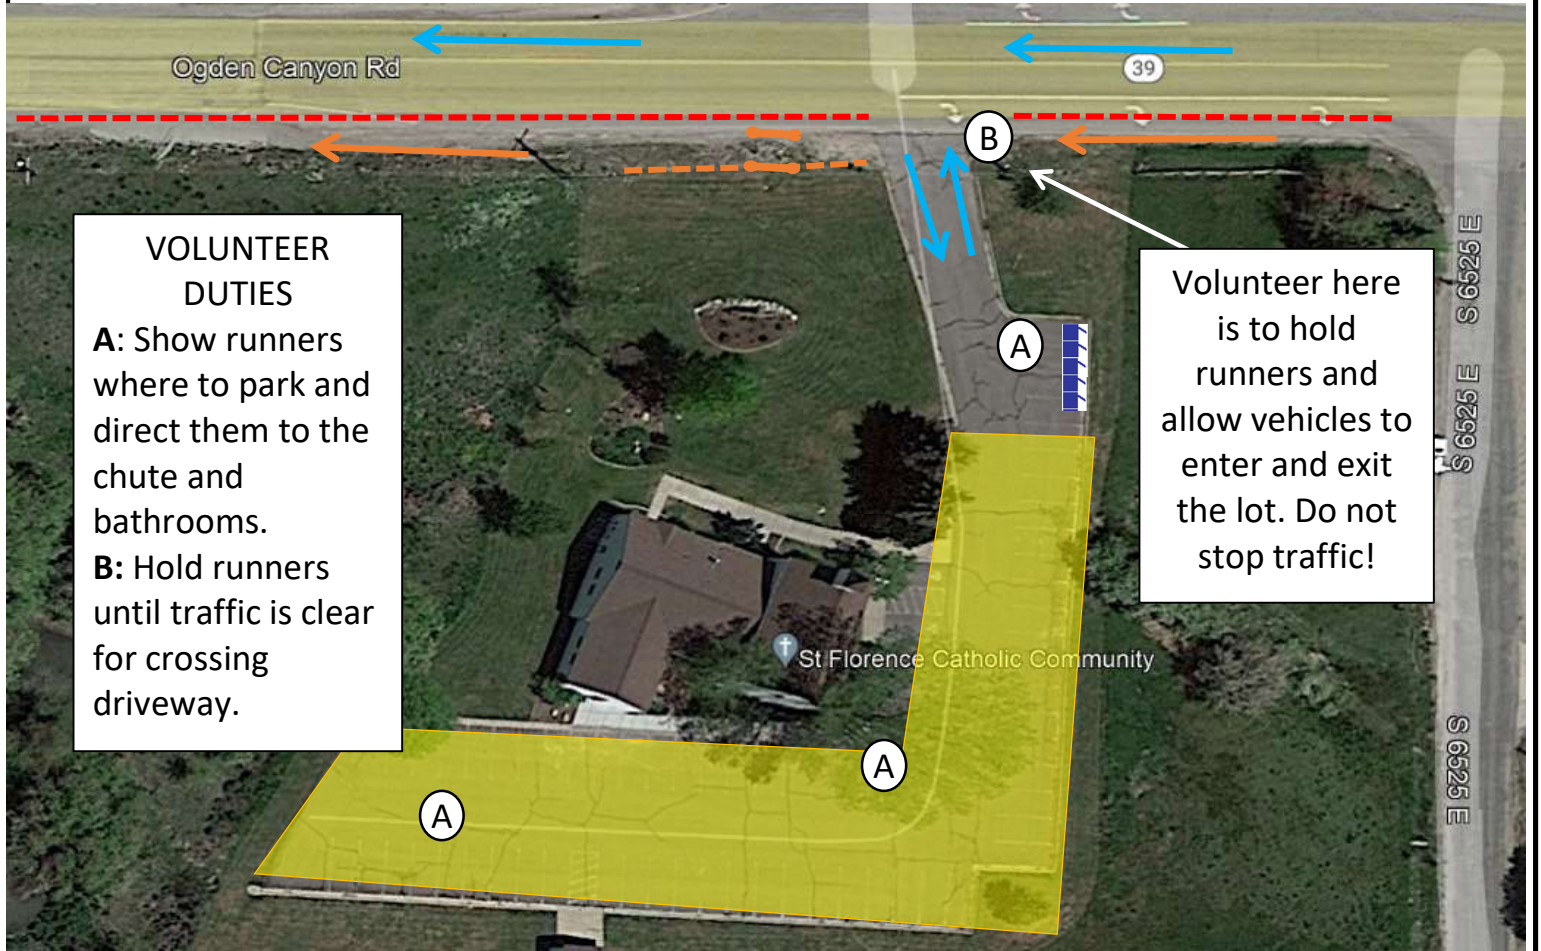 Ogden Canyon Rd
39
B
VOLUNTEER
DUTIES
A: Show runners
where to park and
direct them to the
chute and
bathrooms.
B: Hold runners
until traffic is clear
for crossing
driveway.
A
Volunteer here
is to hold
runners and
allow vehicles to
enter and exit
the lot. Do not
stop traffic!
S 6525 E
S 6525 E
St Florence Catholic Community
A
A
S 6525 E